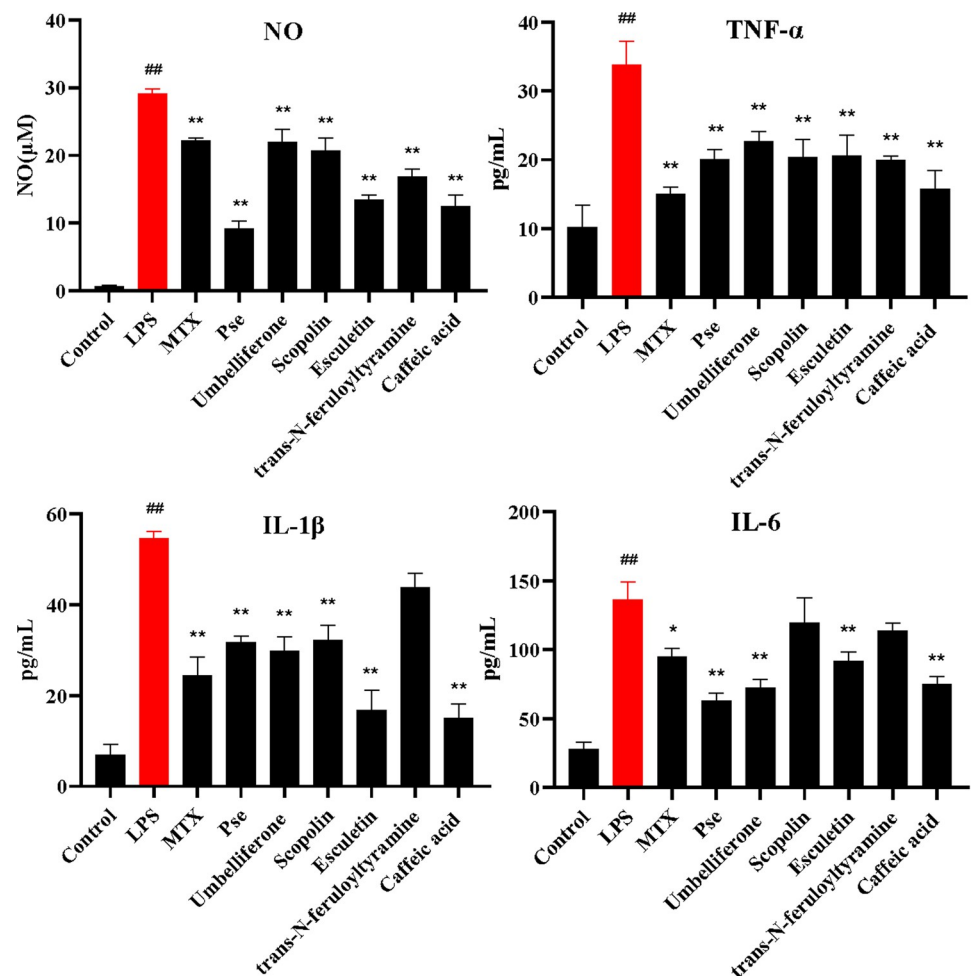 NO
NO(μM)
40
30
20
10
0
##
**
**
**
**
**
**
**
Control
LPS
MTX
Pse
Umbelliferone
Scopolin
Esculetin
trans-N-feruloyltyramine
Caffeic acid
TNF-α
pg/mL
40
30
20
10
0
##
**
**
**
**
**
**
**
Control
LPS
MTX
Pse
Umbelliferone
Scopolin
Esculetin
trans-N-feruloyltyramine
Caffeic acid
IL-1β
pg/mL
60
40
20
0
##
**
**
**
**
**
**
Control
LPS
MTX
Pse
Umbelliferone
Scopolin
Esculetin
trans-N-feruloyltyramine
Caffeic acid
IL-6
pg/mL
200
150
100
50
0
##
*
**
**
**
**
Control
LPS
MTX
Pse
Umbelliferone
Scopolin
Esculetin
trans-N-feruloyltyramine
Caffeic acid